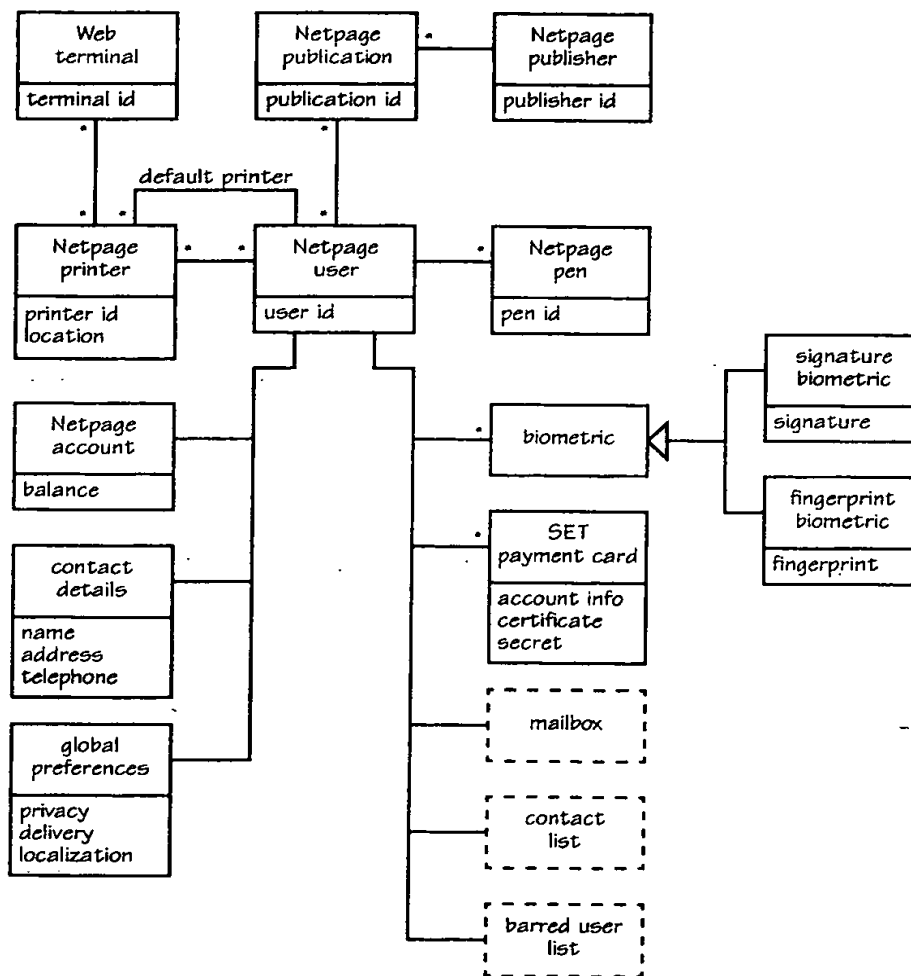 Web
terminal
terminal id
Netpage
publication
publication id
Netpage
publisher
publisher id
*
*
*
default printer
*
*
*
Netpage
printer
printer id
location
*
*
Netpage
user
user id
*
Netpage
pen
pen id
Netpage
account
balance
*
biometric
signature
biometric
signature
fingerprint
biometric
fingerprint
contact
details
name
address
telephone
*
SET
payment card
account info
certificate
secret
global
preferences
privacy
delivery
localization
mailbox
contact
list
barred user
list